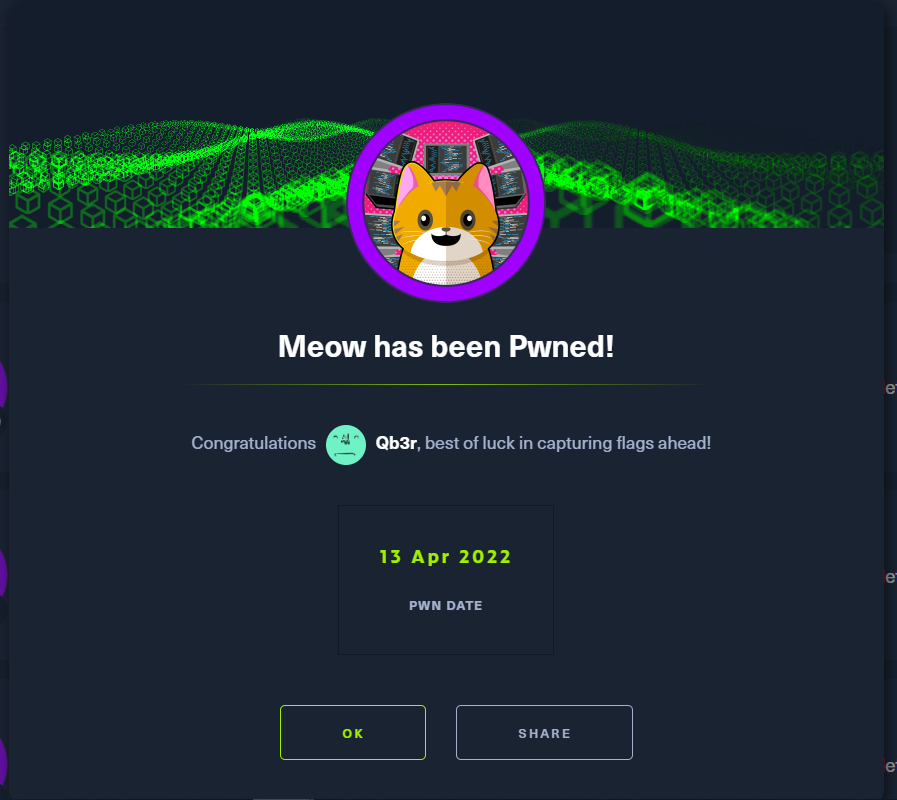 Meow has been Pwned!
Congratulations Qb3r, best of luck in capturing flags ahead!
13 Apr 2022
PWN DATE
OK
SHARE